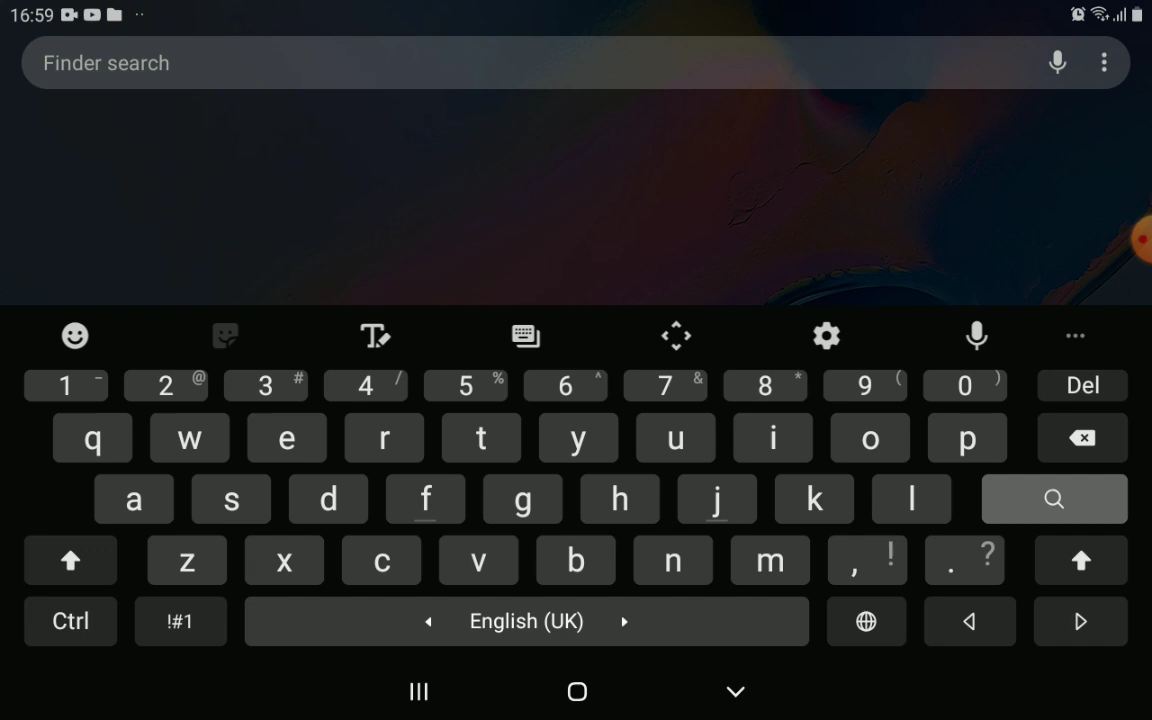 16:59
Finder search
1 - 2 @ 3 # 4 / 5 % 6 ^ 7 & 8 * 9 ( 0 ) Del
q w e r t y u i o p
a s d f g h j k l
z x c v b n m , ! . ?
Ctrl !#1 English (UK)